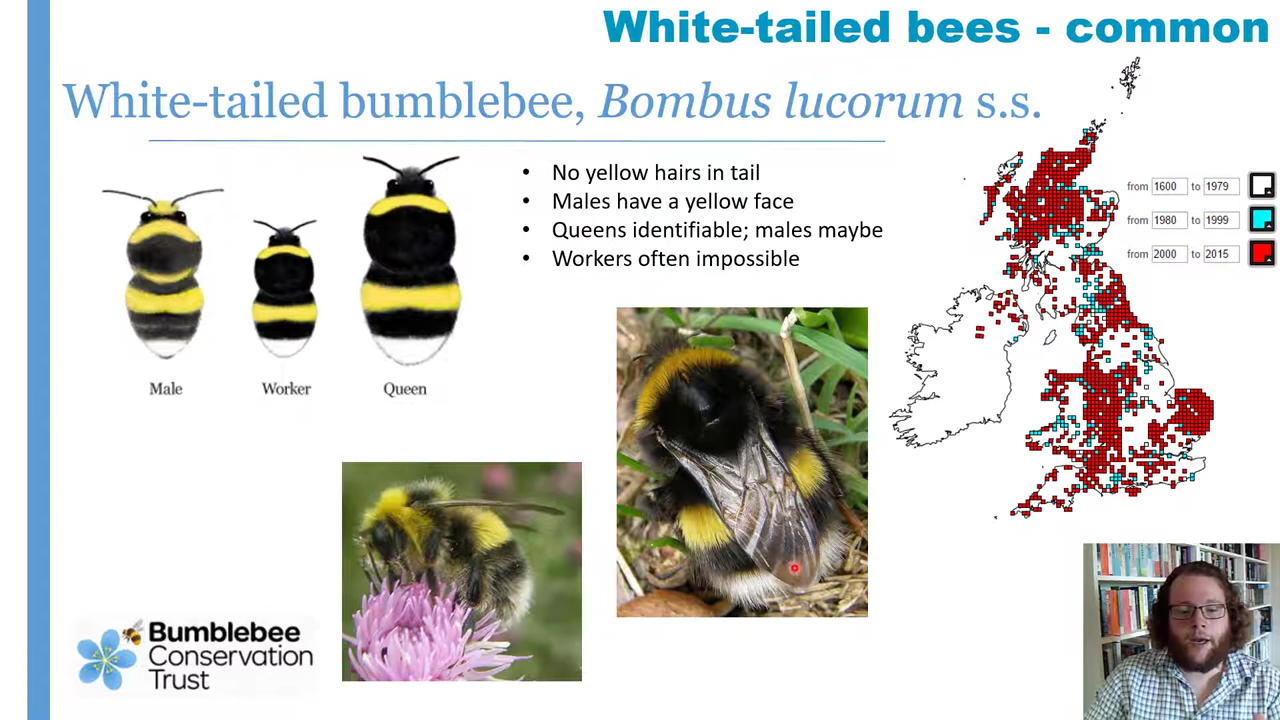 White-tailed bees - common
White-tailed bumblebee, Bombus lucorum s.s.
• No yellow hairs in tail
• Males have a yellow face
• Queens identifiable; males maybe
• Workers often impossible
Male
Worker
Queen
from 1600 to 1979
from 1980 to 1999
from 2000 to 2015
Bumblebee
Conservation
Trust